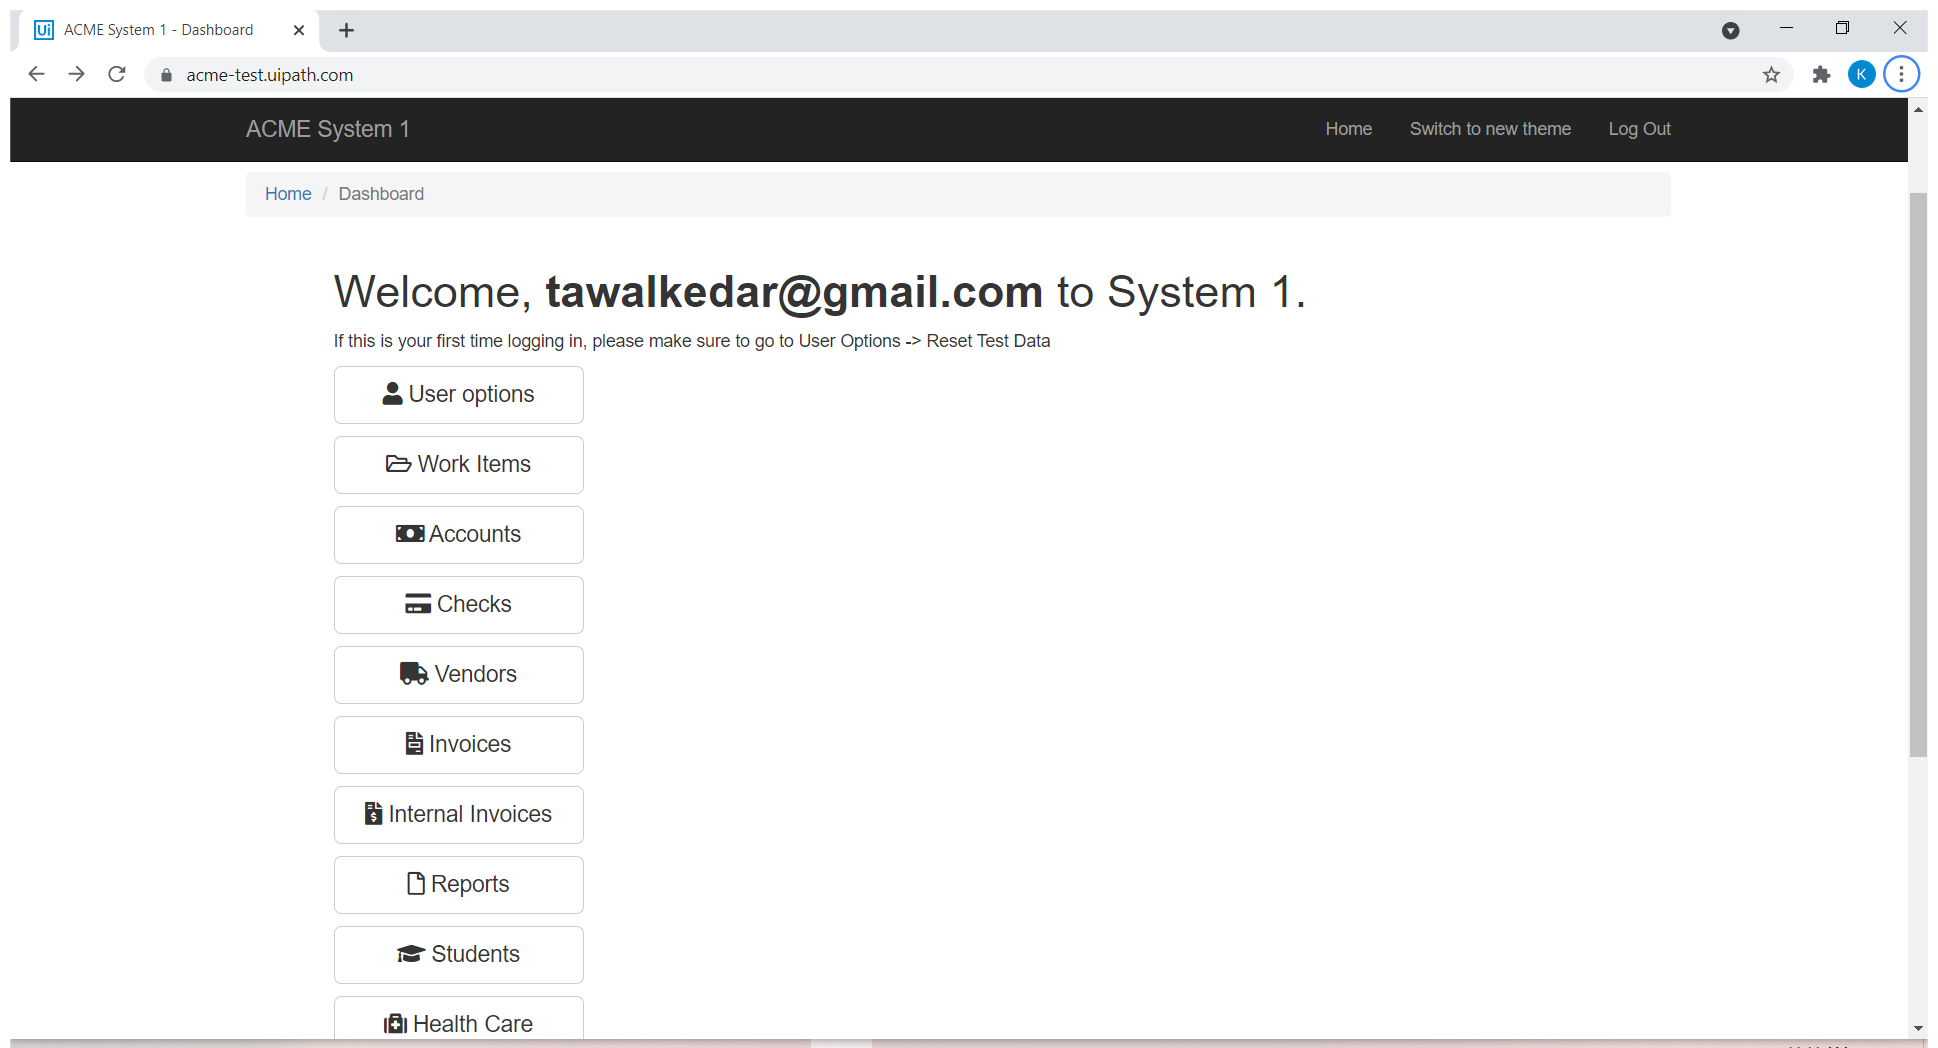 Ui ACME System 1 - Dashboard
acme-test.uipath.com
K
ACME System 1
Home Switch to new theme Log Out
Home / Dashboard
Welcome, tawalkedar@gmail.com to System 1.
If this is your first time logging in, please make sure to go to User Options -> Reset Test Data
User options
Work Items
Accounts
Checks
Vendors
Invoices
Internal Invoices
Reports
Students
Health Care